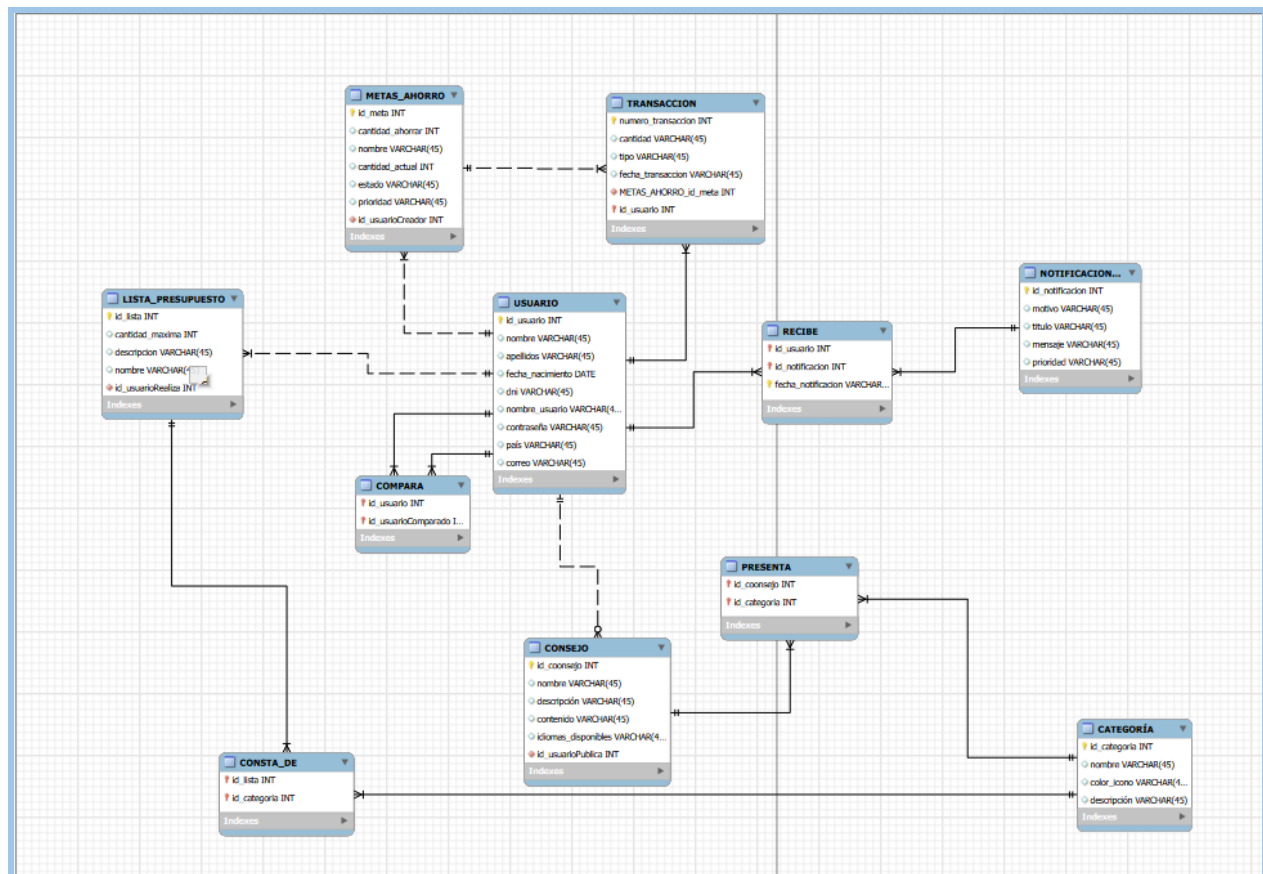 METAS_AHORRO
id_meta INT
cantidad_ahorrar INT
nombre VARCHAR(45)
cantidad_actual INT
estado VARCHAR(45)
prioridad VARCHAR(45)
id_usuarioCreador INT
Indexes
TRANSACCION
numero_transaccion INT
cantidad VARCHAR(45)
tipo VARCHAR(45)
fecha_transaccion VARCHAR(45)
METAS_AHORRO_id_meta INT
id_usuario INT
Indexes
LISTA_PRESUPUESTO
id_lista INT
cantidad_maxima INT
descripcion VARCHAR(45)
nombre
id_usuarioRealiza INT
Indexes
USUARIO
id_usuario INT
nombre VARCHAR(45)
apellidos VARCHAR(45)
fecha_nacimiento DATE
dni VARCHAR(45)
nombre_usuario VARCHAR(4...
contraseña VARCHAR(45)
país VARCHAR(45)
correo VARCHAR(45)
Indexes
RECIBE
id_usuario INT
id_notificacion INT
fecha_notificacion VARCHAR...
Indexes
NOTIFICACION...
id_notificacion INT
motivo VARCHAR(45)
titulo VARCHAR(45)
mensaje VARCHAR(45)
prioridad VARCHAR(45)
Indexes
COMPARA
id_usuario INT
id_usuarioComparado I...
Indexes
PRESENTA
id_coonsejo INT
id_categoria INT
Indexes
CONSEJO
id_coonsejo INT
nombre VARCHAR(45)
descripción VARCHAR(45)
contenido VARCHAR(45)
idiomas_disponibles VARCHAR(4...
id_usuarioPublica INT
Indexes
CATEGORÍA
id_categoria INT
nombre VARCHAR(45)
color_icono VARCHAR(4...
descripción VARCHAR(45)
Indexes
CONSTA_DE
id_lista INT
id_categoria INT
Indexes